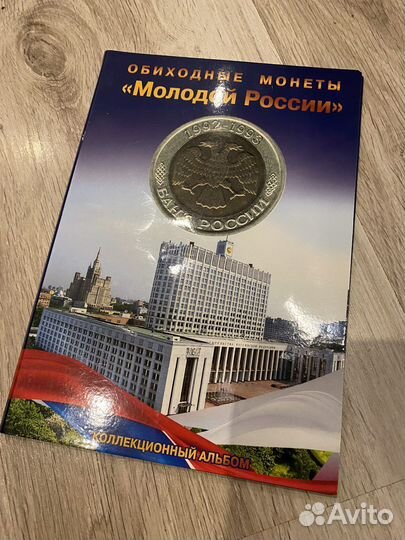 ОБИХОДНЫЕ МОНЕТЫ
«Молодой России»
1992-1993
БАНК РОССИИ
КОЛЛЕКЦИОННЫЙ АЛЬБОМ
Avito